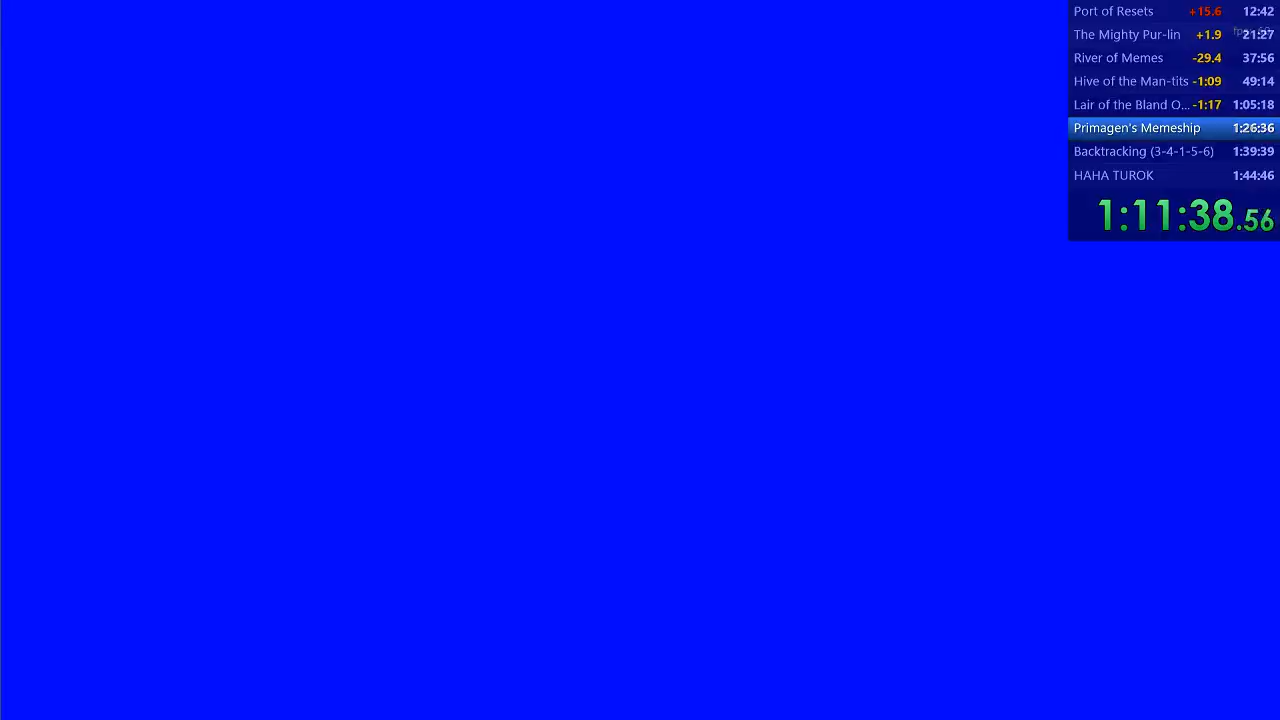 Port of Resets +15.6 12:42
The Mighty Pur-lin +1.9 21:27
River of Memes -29.4 37:56
Hive of the Man-tits -1:09 49:14
Lair of the Bland O... -1:17 1:05:18
Primagen's Memeship 1:26:36
Backtracking (3-4-1-5-6) 1:39:39
HAHA TUROK 1:44:46
1:11:38.56